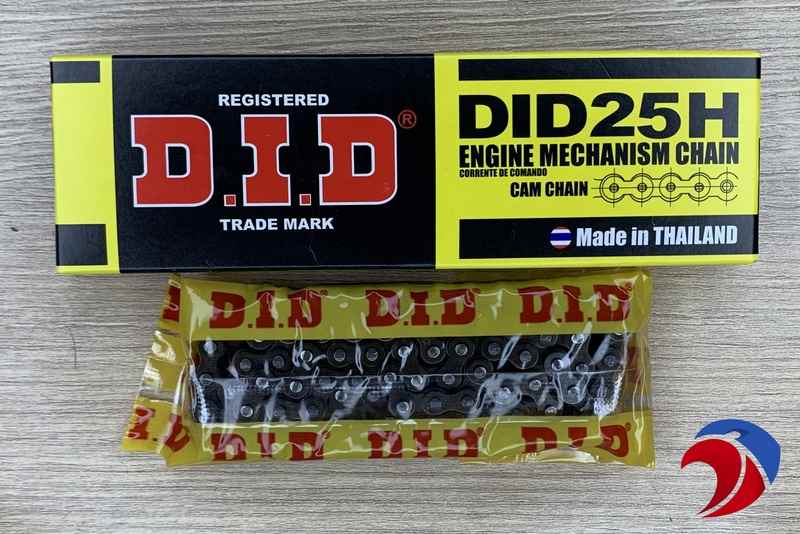 REGISTERED
D.I.D®
TRADE MARK
DID25H
ENGINE MECHANISM CHAIN
CORRENTE DE COMANDO
CAM CHAIN
Made in THAILAND
D.I.D D.I.D D.I.D
D.I.D D.I.D D.I.D